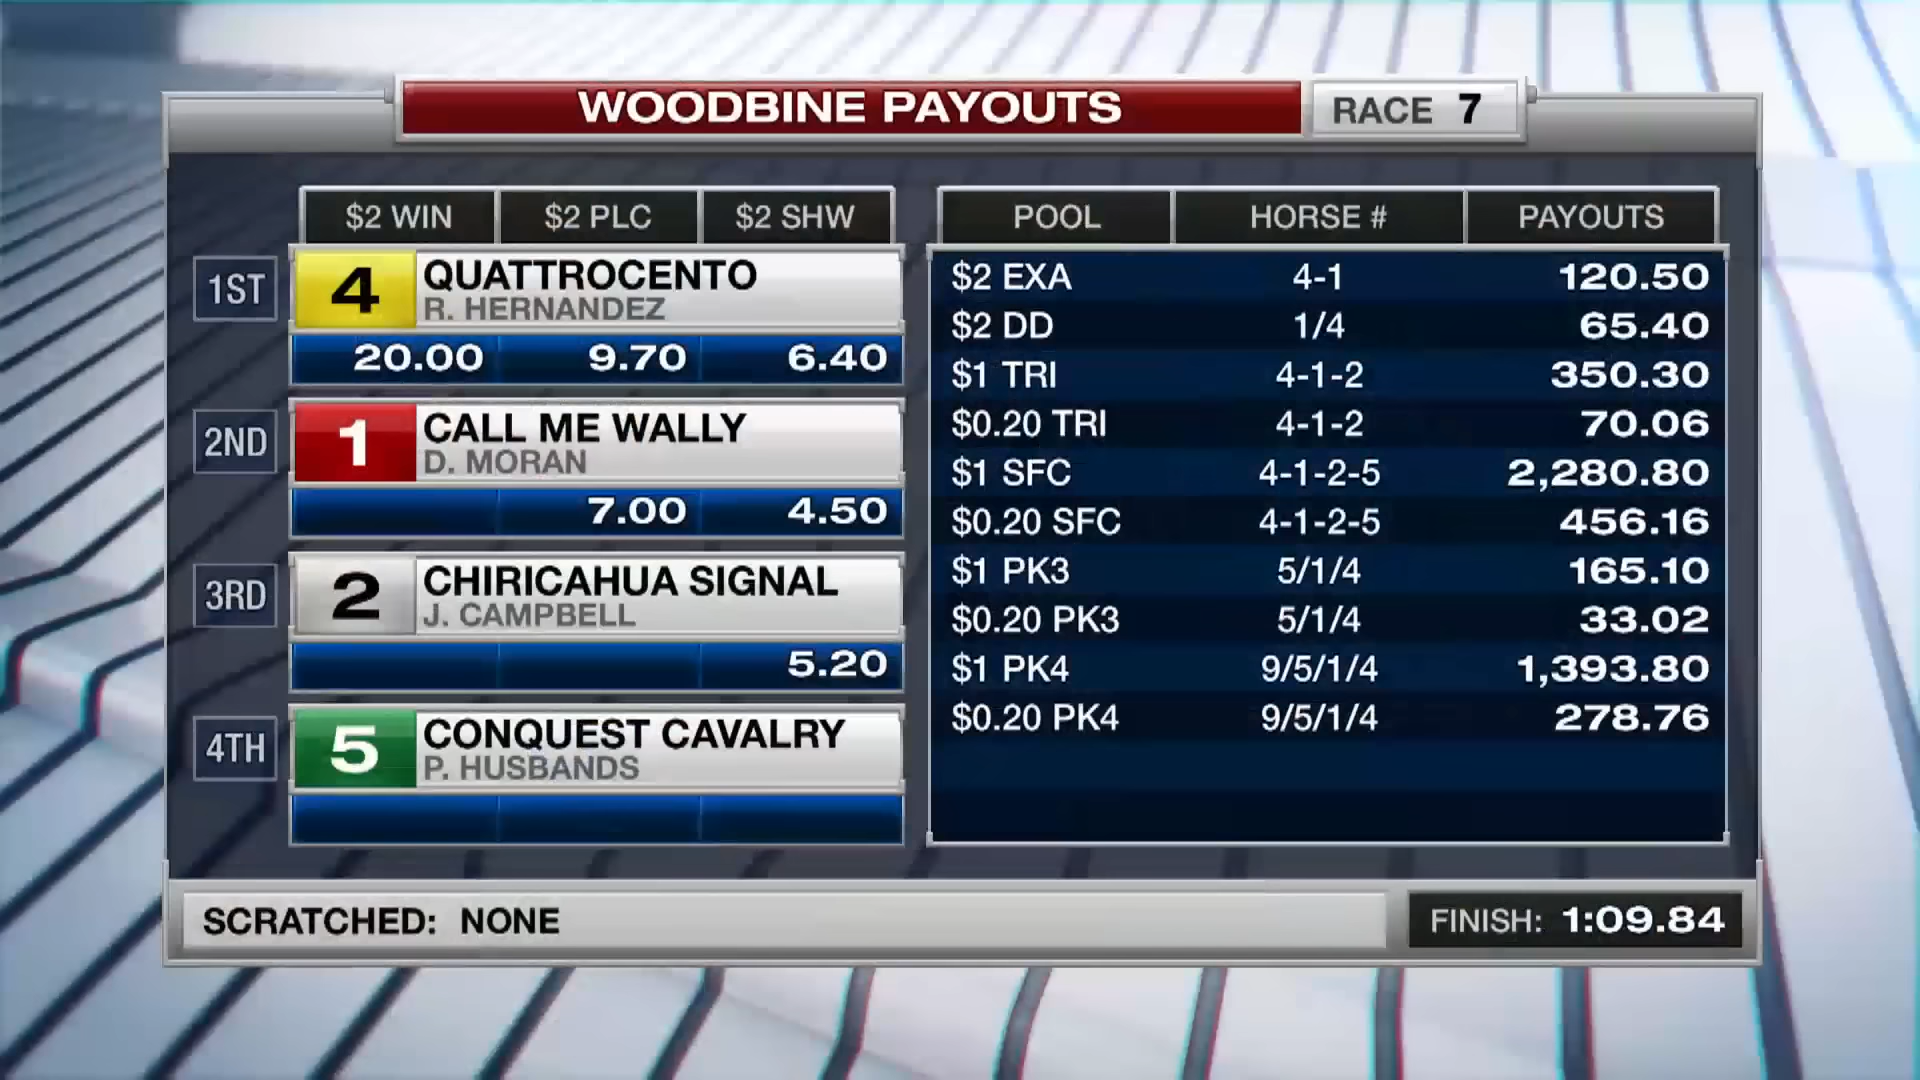 WOODBINE PAYOUTS
RACE 7
$2 WIN $2 PLC $2 SHW
1ST 4 QUATTROCENTO
R. HERNANDEZ
20.00 9.70 6.40
2ND 1 CALL ME WALLY
D. MORAN
7.00 4.50
3RD 2 CHIRICAHUA SIGNAL
J. CAMPBELL
5.20
4TH 5 CONQUEST CAVALRY
P. HUSBANDS
POOL HORSE # PAYOUTS
$2 EXA 4-1 120.50
$2 DD 1/4 65.40
$1 TRI 4-1-2 350.30
$0.20 TRI 4-1-2 70.06
$1 SFC 4-1-2-5 2,280.80
$0.20 SFC 4-1-2-5 456.16
$1 PK3 5/1/4 165.10
$0.20 PK3 5/1/4 33.02
$1 PK4 9/5/1/4 1,393.80
$0.20 PK4 9/5/1/4 278.76
SCRATCHED: NONE
FINISH: 1:09.84